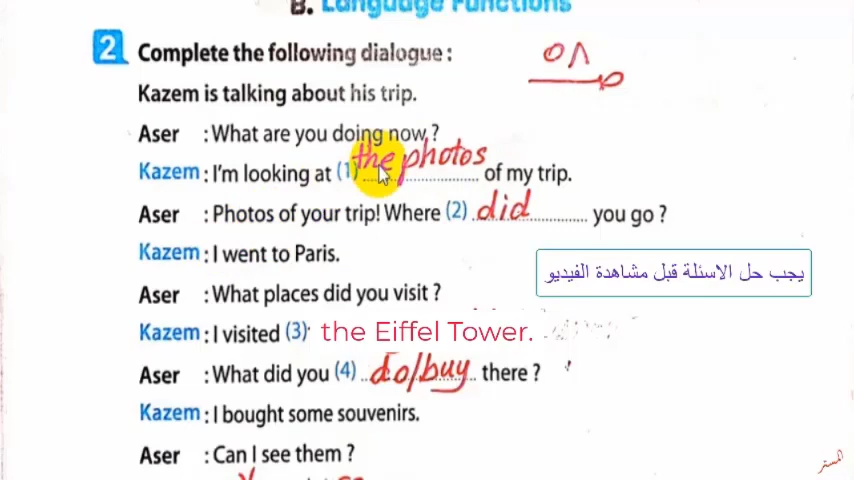 B. Language Functions
2 Complete the following dialogue :
Kazem is talking about his trip.
Aser : What are you doing now ?
Kazem : I'm looking at (1) the photos of my trip.
Aser : Photos of your trip! Where (2) did you go ?
Kazem : I went to Paris.
يجب حل الاسئلة قبل مشاهدة الفيديو
Aser : What places did you visit ?
Kazem : I visited (3) the Eiffel Tower.
Aser : What did you (4) do/buy there ?
Kazem : I bought some souvenirs.
Aser : Can I see them ?
المستر